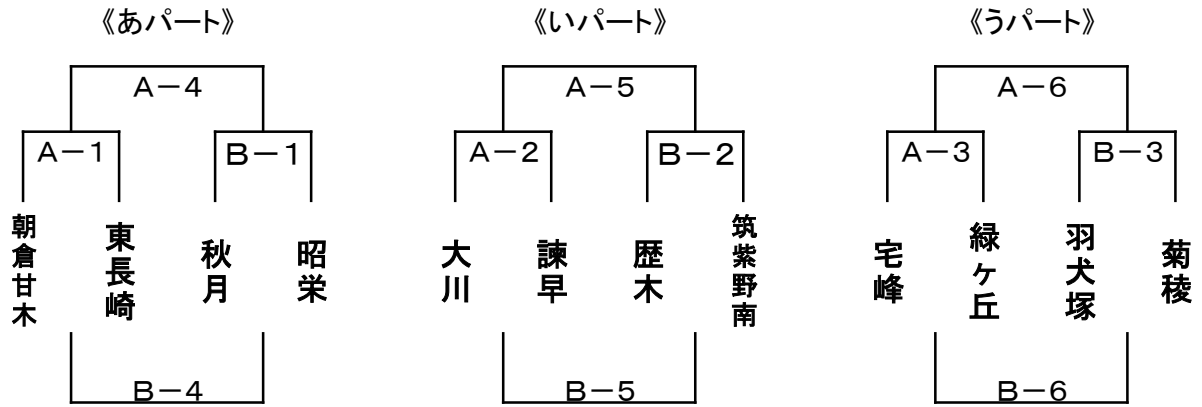 《あパート》 《いパート》 《うパート》
A－4 A－5 A－6
A－1 B－1 A－2 B－2 A－3 B－3
朝倉甘木
東長崎
秋月
昭栄
大川
諫早
歴木
筑紫野南
宅峰
緑ヶ丘
羽犬塚
菊稜
B－4 B－5 B－6